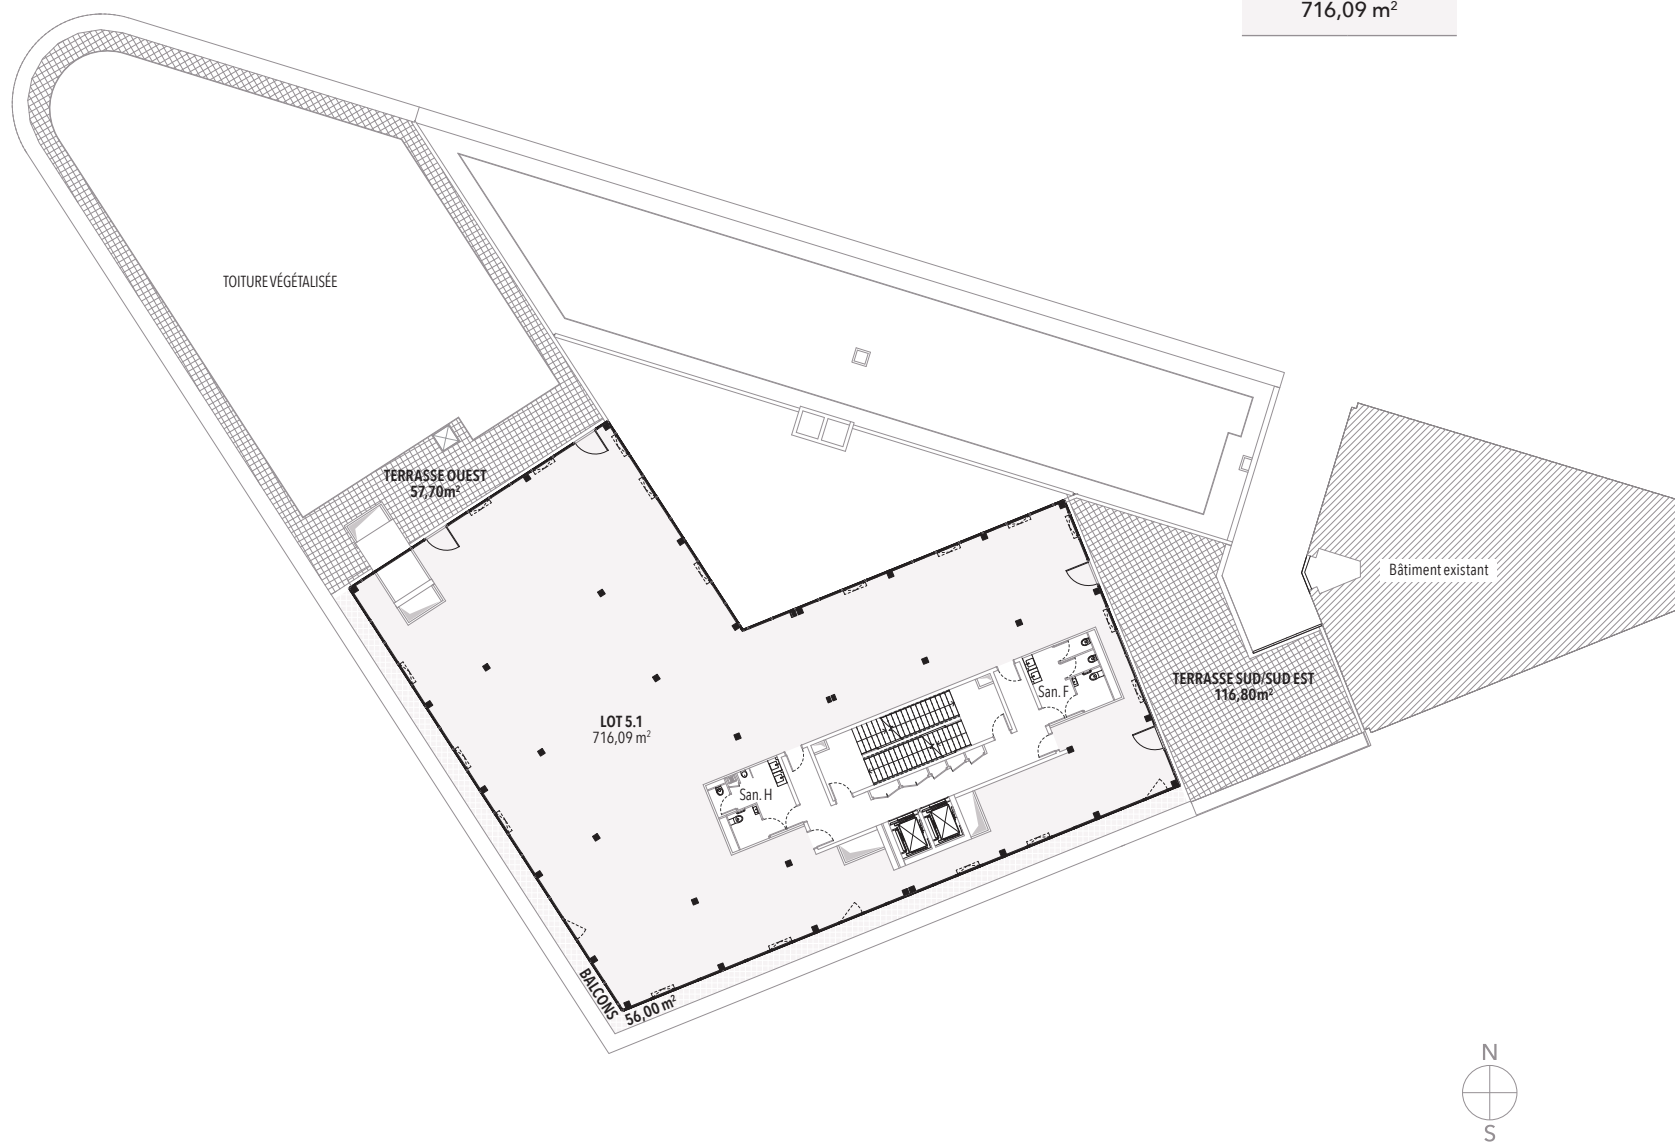 716,09 m²
TOITURE VÉGÉTALISÉE
TERRASSE OUEST
57,70m²
Bâtiment existant
TERRASSE SUD/SUD EST
116,80m²
San. F
LOT 5.1
716,09 m²
San. H
BALCONS
56,00 m²
N
S